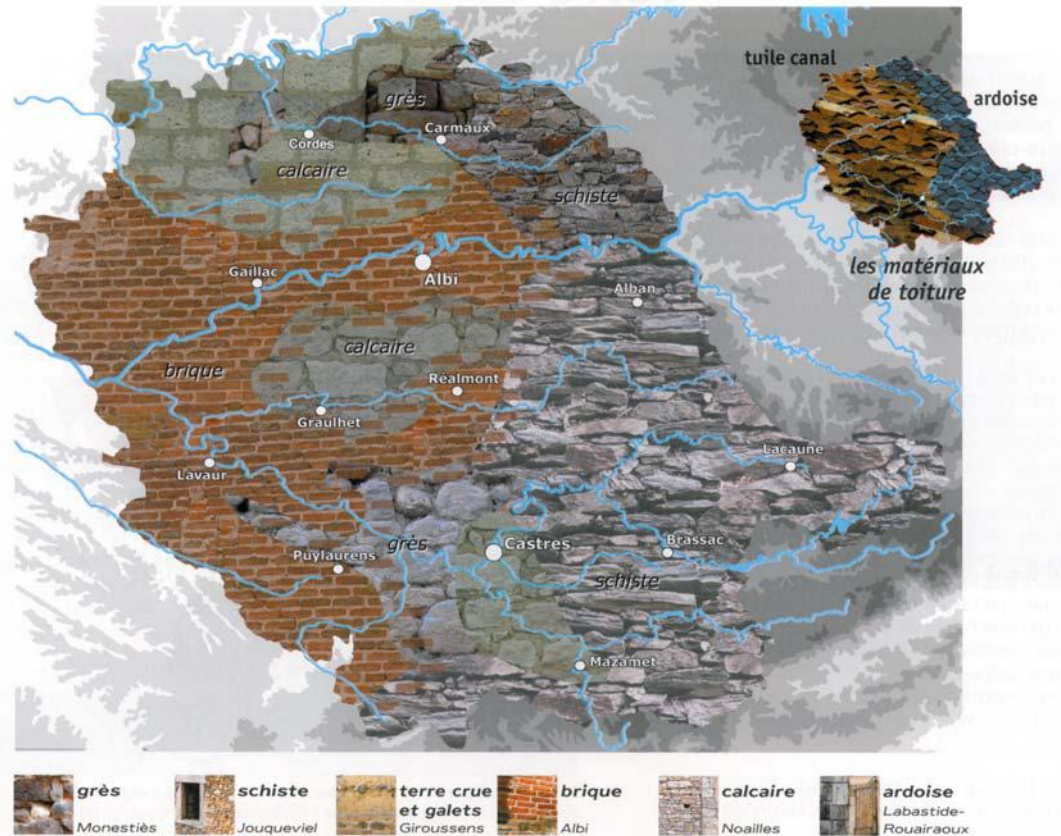 tuile canal
ardoise
les matériaux
de toiture
grès
Cordes
Carmaux
calcaire
schiste
Gaillac
Albi
Alban
calcaire
brique
Réalmont
Graulhet
Lavaur
Lacaune
Puylaurens
grès
Castres
Brassac
schiste
Mazamet
grès
Monestiès
schiste
Jouqueviel
terre crue
et galets
Giroussens
brique
Albi
calcaire
Noailles
ardoise
Labastide-
Rouairaoux